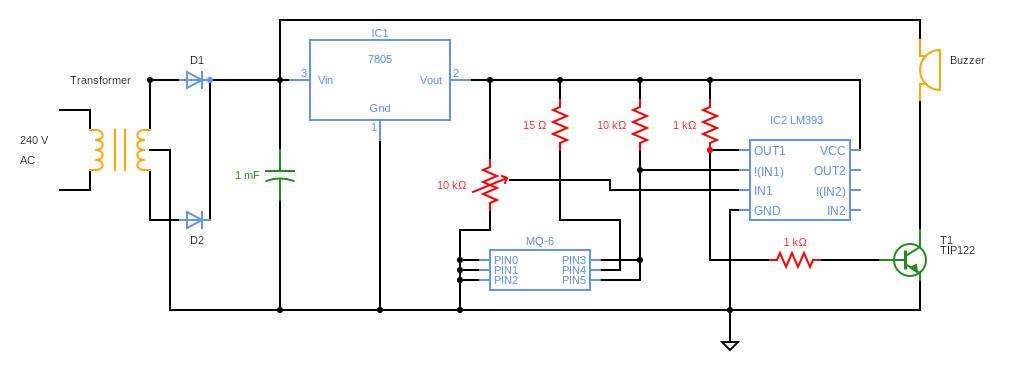 IC1
D1
7805
Transformer
3
Vin
Vout
2
Buzzer
Gnd
1
240 V
AC
15 Ω
10 kΩ
1 kΩ
IC2 LM393
OUT1
VCC
!(IN1)
OUT2
IN1
!(IN2)
GND
IN2
1 mF
10 kΩ
D2
MQ-6
PIN0
PIN3
PIN1
PIN4
PIN2
PIN5
1 kΩ
T1
TIP122